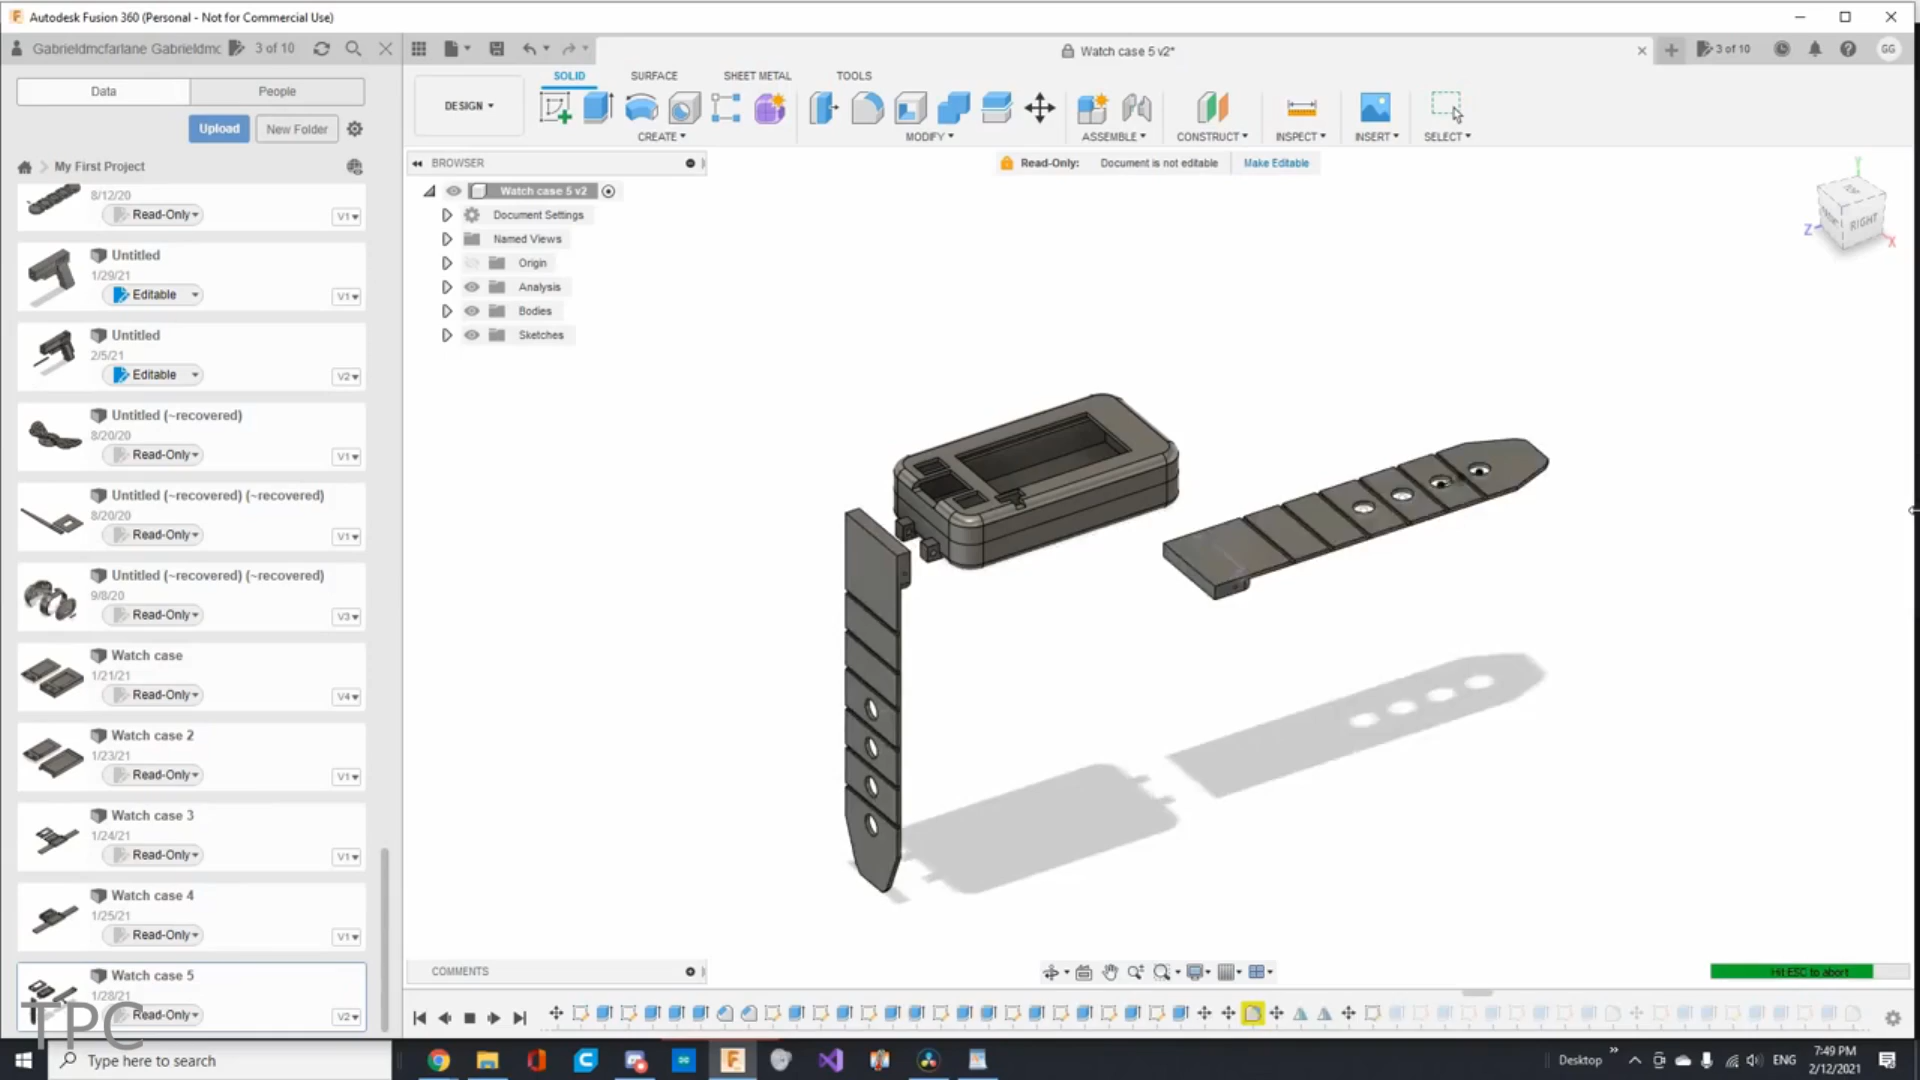 Autodesk Fusion 360 (Personal - Not for Commercial Use)
Gabrieldmcfarlane Gabrieldmc
3 of 10
Watch case 5 v2*
3 of 10
GG
Data
People
Upload
New Folder
My First Project
8/12/20
Read-Only
V1
Untitled
1/29/21
Editable
V1
Untitled
2/5/21
Editable
V2
Untitled (~recovered)
8/20/20
Read-Only
V1
Untitled (~recovered) (~recovered)
8/20/20
Read-Only
V1
Untitled (~recovered) (~recovered)
9/8/20
Read-Only
V3
Watch case
1/21/21
Read-Only
V4
Watch case 2
1/23/21
Read-Only
V1
Watch case 3
1/24/21
Read-Only
V1
Watch case 4
1/25/21
Read-Only
V1
Watch case 5
1/28/21
Read-Only
V2
TPC
DESIGN
SOLID
SURFACE
SHEET METAL
TOOLS
CREATE
MODIFY
ASSEMBLE
CONSTRUCT
INSPECT
INSERT
SELECT
BROWSER
Read-Only:
Document is not editable
Make Editable
Watch case 5 v2
Document Settings
Named Views
Origin
Analysis
Bodies
Sketches
Y
TOP
RIGHT
Z
X
COMMENTS
Hit ESC to abort
Type here to search
Desktop
ENG
7:49 PM
2/12/2021